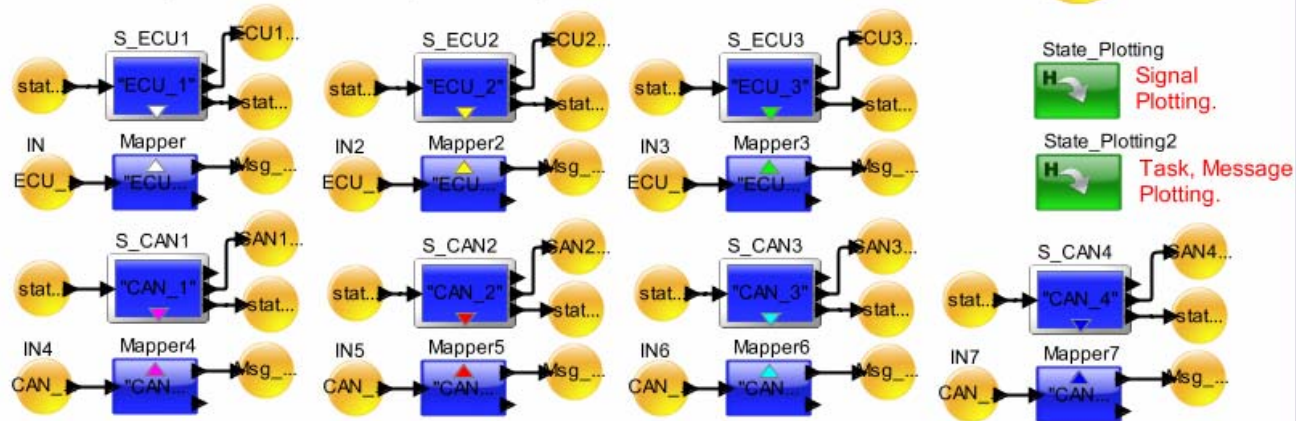 S_ECU1
ECU1...
stat...
"ECU_1"
stat...
S_ECU2
ECU2...
stat...
"ECU_2"
stat...
S_ECU3
ECU3...
stat...
"ECU_3"
stat...
State_Plotting
H
Signal
Plotting.
IN
Mapper
ECU_
"ECU...
Msg_...
IN2
Mapper2
ECU_
"ECU...
Msg_...
IN3
Mapper3
ECU_
"ECU...
Msg_...
State_Plotting2
H
Task, Message
Plotting.
S_CAN1
CAN1...
stat...
"CAN_1"
stat...
S_CAN2
CAN2...
stat...
"CAN_2"
stat...
S_CAN3
CAN3...
stat...
"CAN_3"
stat...
S_CAN4
CAN4...
stat...
"CAN_4"
stat...
IN4
Mapper4
CAN_
"CAN...
Msg_...
IN5
Mapper5
CAN_
"CAN...
Msg_...
IN6
Mapper6
CAN_
"CAN...
Msg_...
IN7
Mapper7
CAN_
"CAN...
Msg_...